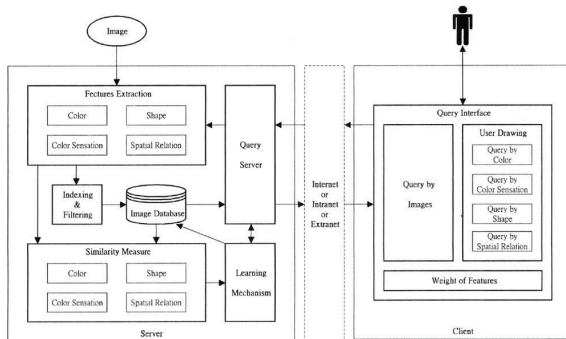 Image
Fectures Extraction
Color
Shape
Color Sensation
Spatial Relation
Indexing
&
Filtering
Image Database
Query
Server
Similarity Measure
Color
Shape
Color Sensation
Spatial Relation
Learning
Mechanism
Server
Internet
or
Intranet
or
Extranet
Query Interface
Query by
Images
User Drawing
Query by
Color
Query by
Color Sensation
Query by
Shape
Query by
Spatial Relation
Weight of Features
Client